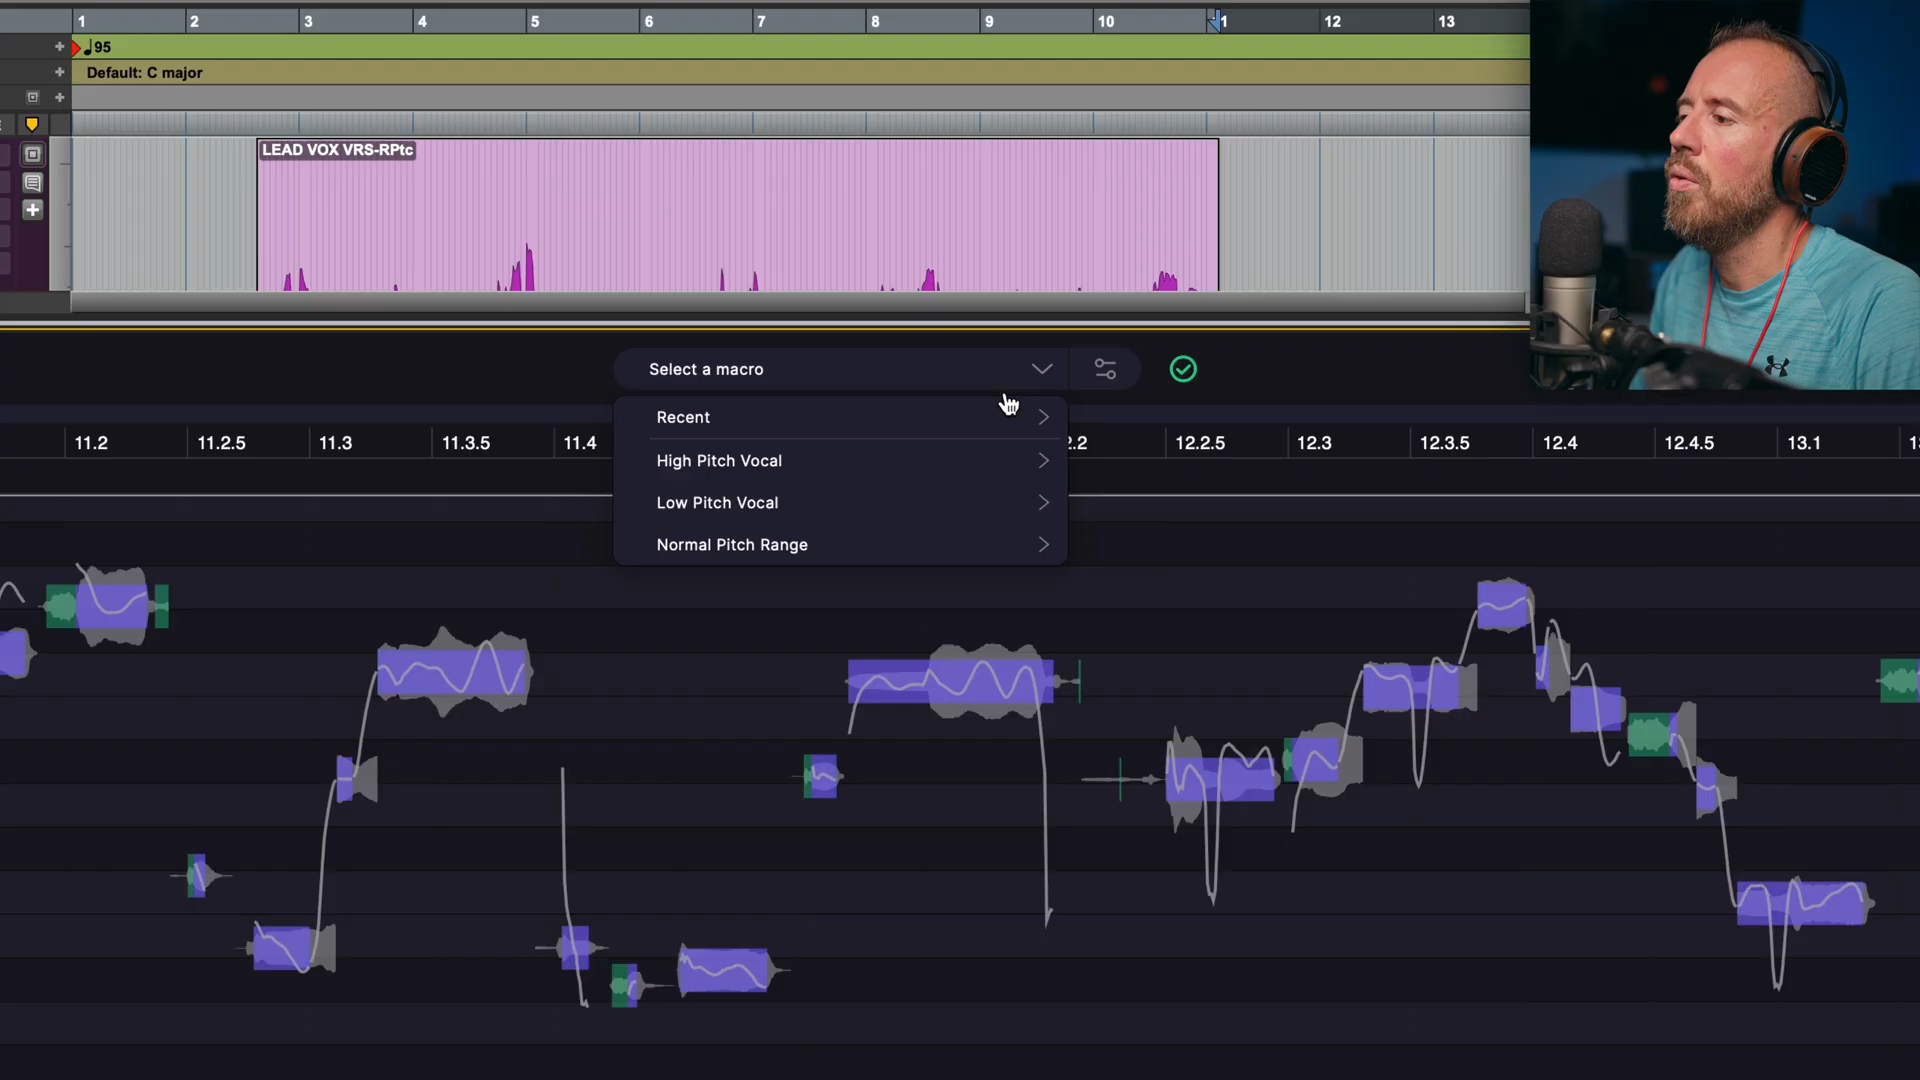 1 2 3 4 5 6 7 8 9 10 1 12 13
95
Default: C major
LEAD VOX VRS-RPtc
Select a macro
Recent
11.2 11.2.5 11.3 11.3.5 11.4 2.2 12.2.5 12.3 12.3.5 12.4 12.4.5 13.1
High Pitch Vocal
Low Pitch Vocal
Normal Pitch Range